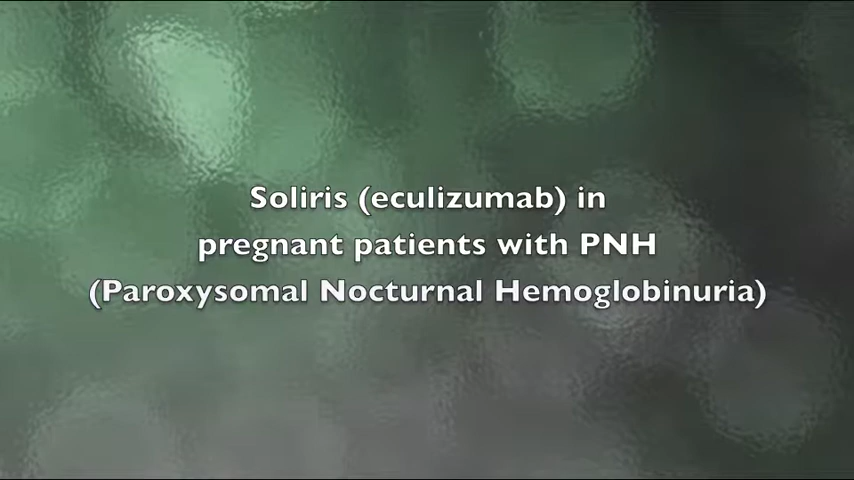 Soliris (eculizumab) in
pregnant patients with PNH
(Paroxysomal Nocturnal Hemoglobinuria)